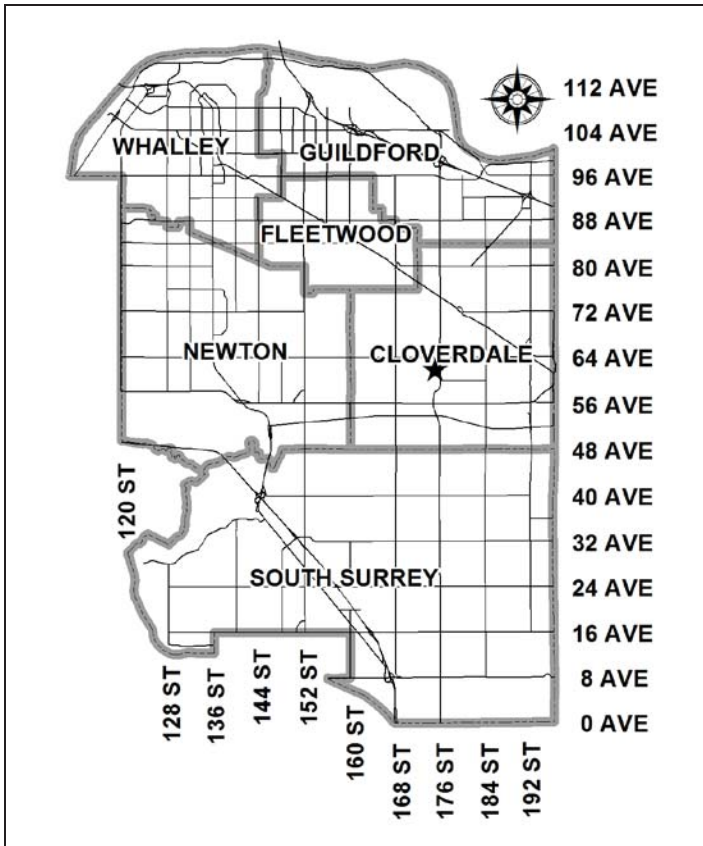 112 AVE
104 AVE
WHALLEY
GUILDFORD
96 AVE
88 AVE
FLEETWOOD
80 AVE
72 AVE
NEWTON
CLOVERDALE
64 AVE
56 AVE
48 AVE
120 ST
40 AVE
32 AVE
SOUTH SURREY
24 AVE
16 AVE
128 ST
136 ST
144 ST
152 ST
160 ST
8 AVE
0 AVE
168 ST
176 ST
184 ST
192 ST